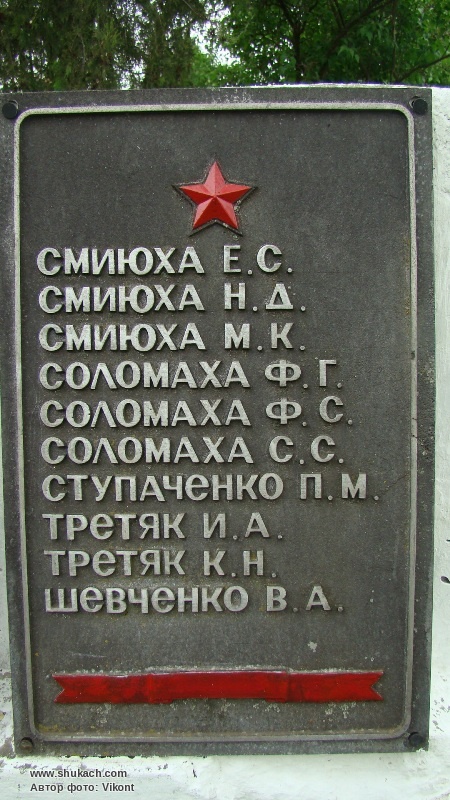 СМИЮХА Е.С.
СМИЮХА Н.Д.
СМИЮХА М.К.
СОЛОМАХА Ф.Г.
СОЛОМАХА Ф.С.
СОЛОМАХА С.С.
СТУПАЧЕНКО П.М.
ТРЕТЯК И.А.
ТРЕТЯК К.Н.
ШЕВЧЕНКО В.А.
www.shukach.com
Автор фото: Vikont